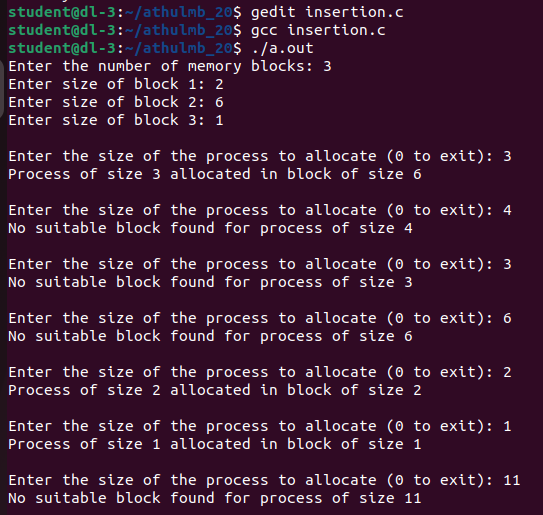 student@dl-3:~/athulmb_20$ gedit insertion.c
student@dl-3:~/athulmb_20$ gcc insertion.c
student@dl-3:~/athulmb_20$ ./a.out
Enter the number of memory blocks: 3
Enter size of block 1: 2
Enter size of block 2: 6
Enter size of block 3: 1
Enter the size of the process to allocate (0 to exit): 3
Process of size 3 allocated in block of size 6
Enter the size of the process to allocate (0 to exit): 4
No suitable block found for process of size 4
Enter the size of the process to allocate (0 to exit): 3
No suitable block found for process of size 3
Enter the size of the process to allocate (0 to exit): 6
No suitable block found for process of size 6
Enter the size of the process to allocate (0 to exit): 2
Process of size 2 allocated in block of size 2
Enter the size of the process to allocate (0 to exit): 1
Process of size 1 allocated in block of size 1
Enter the size of the process to allocate (0 to exit): 11
No suitable block found for process of size 11